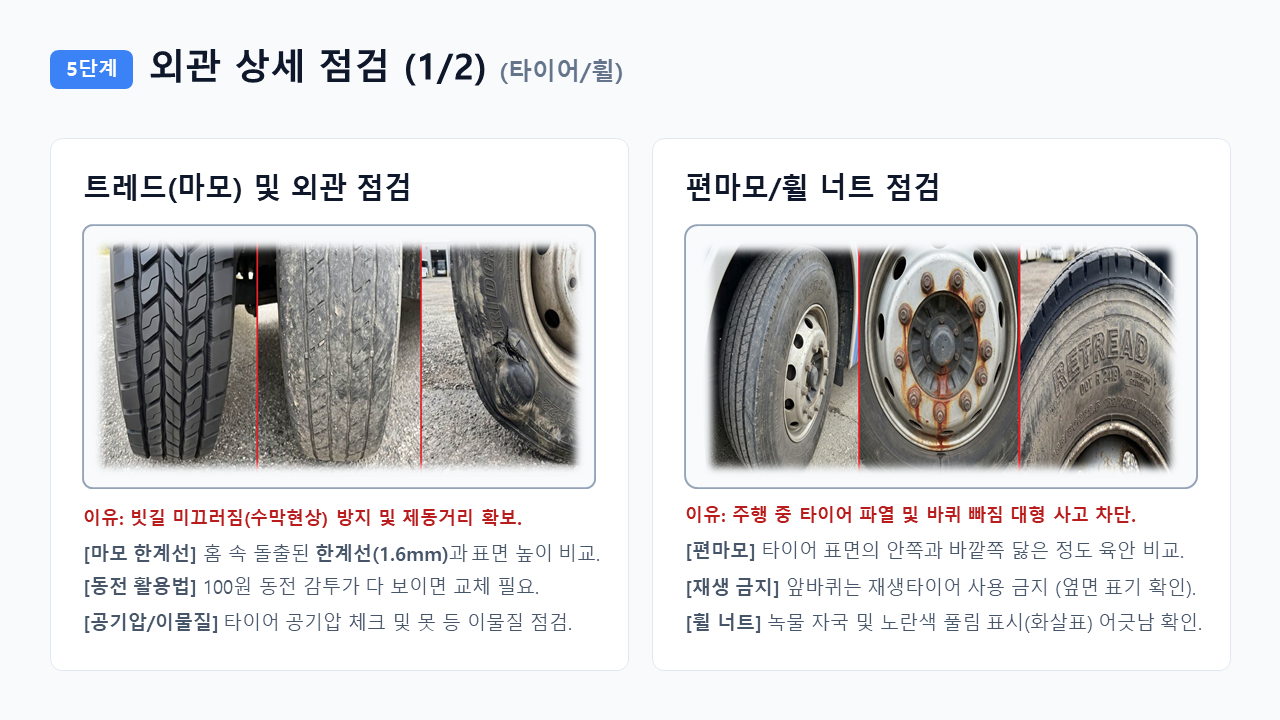 5단계 외관 상세 점검 (1/2) (타이어/휠)
트레드(마모) 및 외관 점검
이유: 빗길 미끄러짐(수막현상) 방지 및 제동거리 확보.
[마모 한계선] 홈 속 돌출된 한계선(1.6mm)과 표면 높이 비교.
[동전 활용법] 100원 동전 감투가 다 보이면 교체 필요.
[공기압/이물질] 타이어 공기압 체크 및 못 등 이물질 점검.
편마모/휠 너트 점검
RETREAD
이유: 주행 중 타이어 파열 및 바퀴 빠짐 대형 사고 차단.
[편마모] 타이어 표면의 안쪽과 바깥쪽 닳은 정도 육안 비교.
[재생 금지] 앞바퀴는 재생타이어 사용 금지 (옆면 표기 확인).
[휠 너트] 녹물 자국 및 노란색 풀림 표시(화살표) 어긋남 확인.